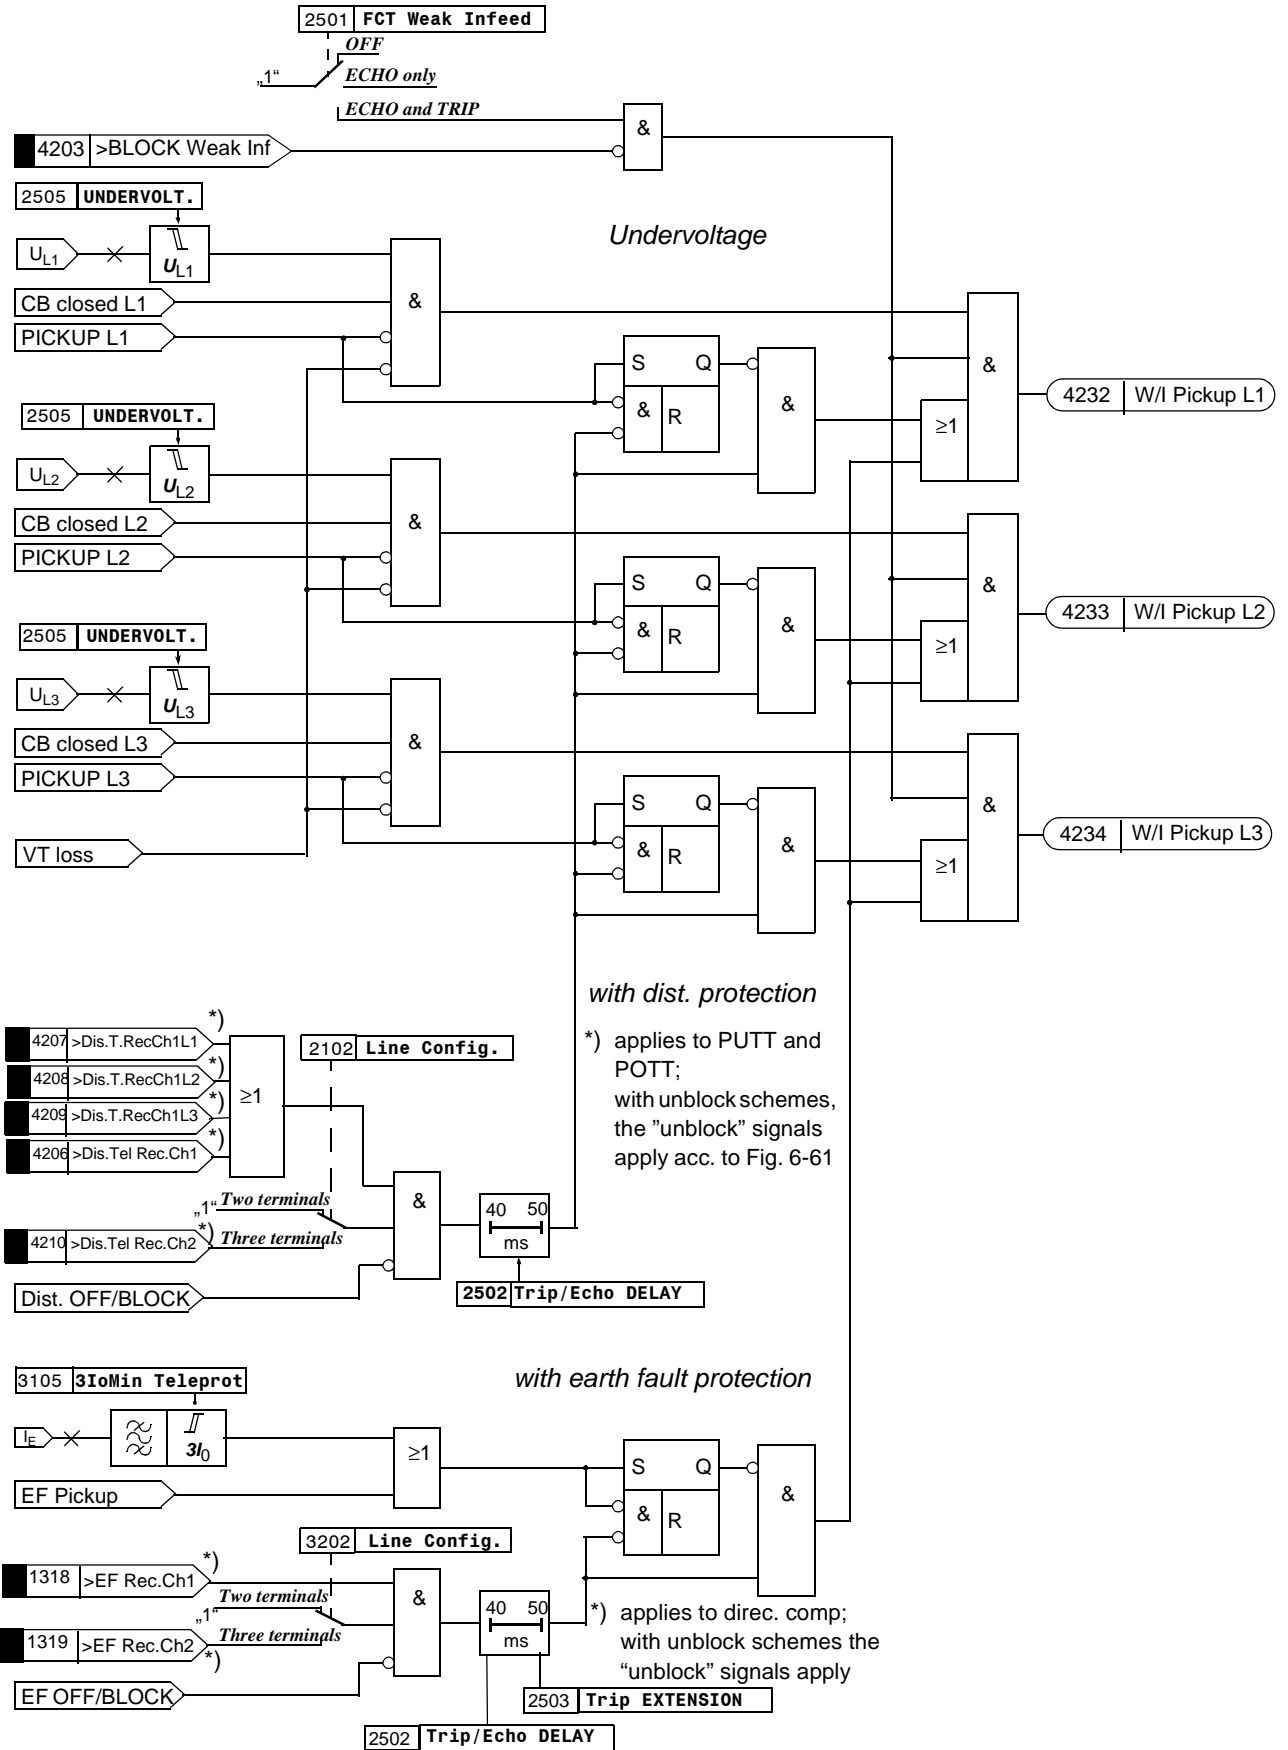 2501 FCT Weak Infeed
OFF
„1“
ECHO only
ECHO and TRIP
&
4203 >BLOCK Weak Inf
2505 UNDERVOLT.
Undervoltage
UL1
UL1
CB closed L1
&
PICKUP L1
S Q
&
&
& R
≥1
4232 W/I Pickup L1
2505 UNDERVOLT.
UL2
UL2
CB closed L2
&
PICKUP L2
S Q
&
&
& R
≥1
4233 W/I Pickup L2
2505 UNDERVOLT.
UL3
UL3
CB closed L3
&
PICKUP L3
S Q
&
&
& R
≥1
4234 W/I Pickup L3
VT loss
with dist. protection
*)
4207 >Dis.T.RecCh1L1
*)
4208 >Dis.T.RecCh1L2
*)
4209 >Dis.T.RecCh1L3
*)
4206 >Dis.Tel Rec.Ch1
≥1
2102 Line Config.
*) applies to PUTT and
POTT;
with unblock schemes,
the ”unblock” signals
apply acc. to Fig. 6-61
„1“ Two terminals
*)
4210 >Dis.Tel Rec.Ch2
Three terminals
&
40 50
ms
Dist. OFF/BLOCK
2502 Trip/Echo DELAY
3105 3IoMin Teleprot
with earth fault protection
IE
3I0
≥1
EF Pickup
S Q
&
& R
3202 Line Config.
*)
1318 >EF Rec.Ch1
Two terminals
„1“
Three terminals
1319 >EF Rec.Ch2
*)
&
40 50
ms
EF OFF/BLOCK
*) applies to direc. comp;
with unblock schemes the
“unblock” signals apply
2503 Trip EXTENSION
2502 Trip/Echo DELAY